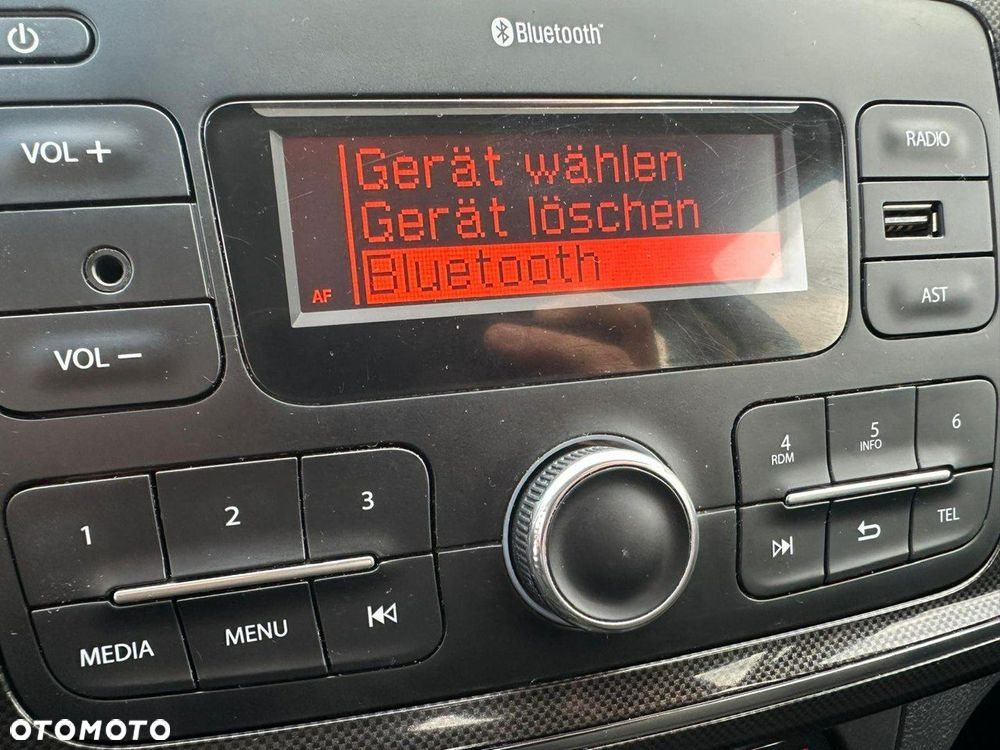 Bluetooth™
VOL +
RADIO
Gerät wählen
Gerät löschen
Bluetooth
AF
AST
VOL −
1
2
3
4
RDM
5
INFO
6
MEDIA
MENU
TEL
OTOMOTO